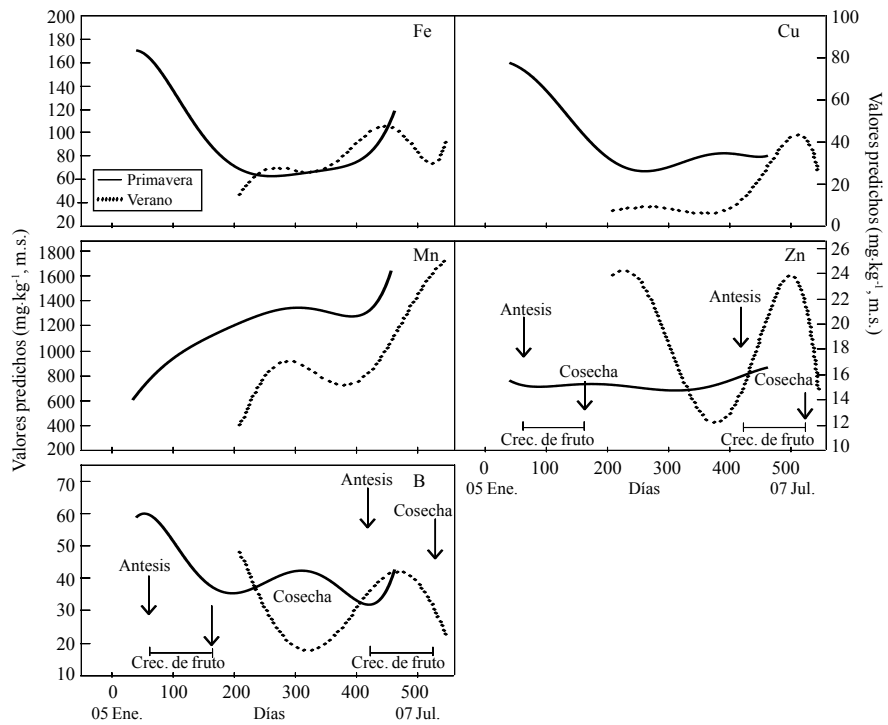 200
180
160
140
120
100
80
60
40
20
Fe
Primavera
Verano
Cu
100
80
60
40
20
0
1800
1600
1400
1200
1000
800
600
400
200
Mn
Zn
Antesis
Cosecha
Crec. de fruto
Antesis
Cosecha
Crec. de fruto
26
24
22
20
18
16
14
12
10
0 100 200 300 400 500
05 Ene. Días 07 Jul.
Valores predichos (mg·kg⁻¹, m.s.)
Valores predichos (mg·kg⁻¹, m.s.)
70
60
50
40
30
20
10
B
Antesis
Cosecha
Crec. de fruto
Antesis
Cosecha
Crec. de fruto
0 100 200 300 400 500
05 Ene. Días 07 Jul.